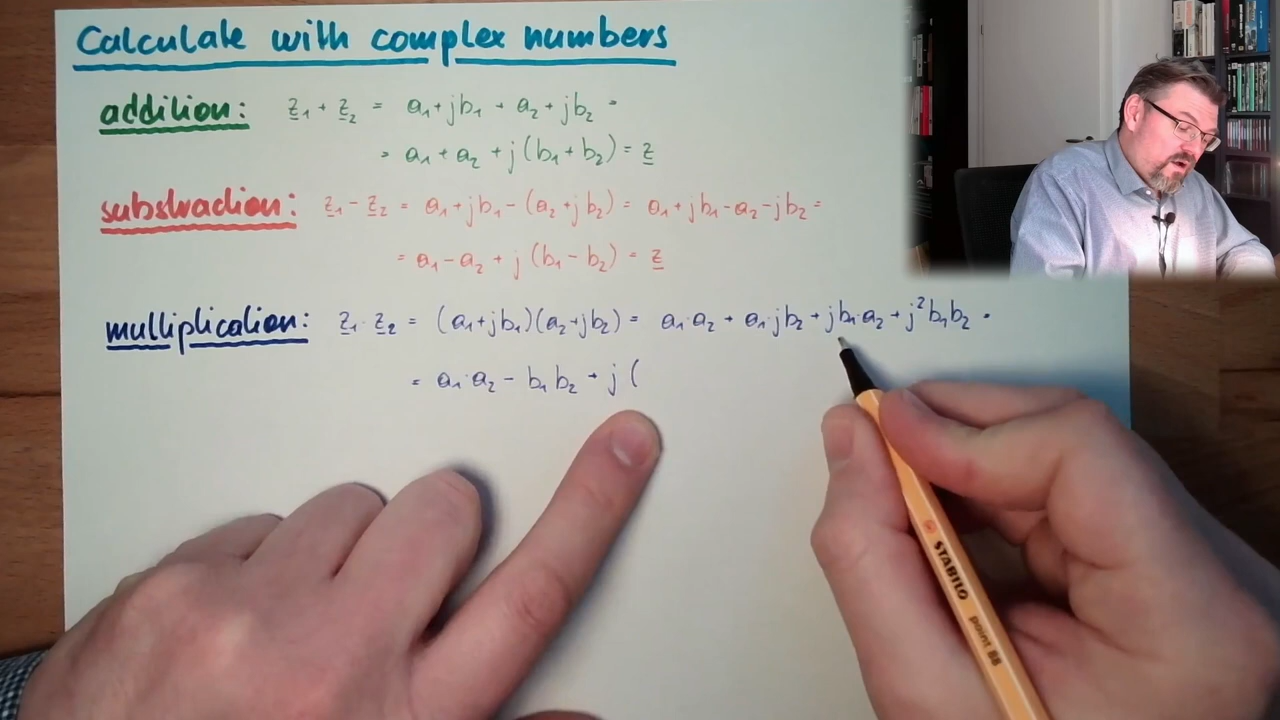 Calculate with complex numbers
addition: z₁ + z₂ = a₁+jb₁ + a₂+jb₂ =
= a₁+a₂ + j(b₁+b₂) = z
substraction: z₁ - z₂ = a₁+jb₁-(a₂+jb₂) = a₁+jb₁-a₂-jb₂ =
= a₁-a₂ + j (b₁-b₂) = z
multiplication: z₁· z₂ = (a₁+jb₁)(a₂+jb₂) = a₁·a₂ + a₁·jb₂ + jb₁·a₂ + j²b₁b₂ =
= a₁·a₂ - b₁b₂ + j (
STABILO point 88